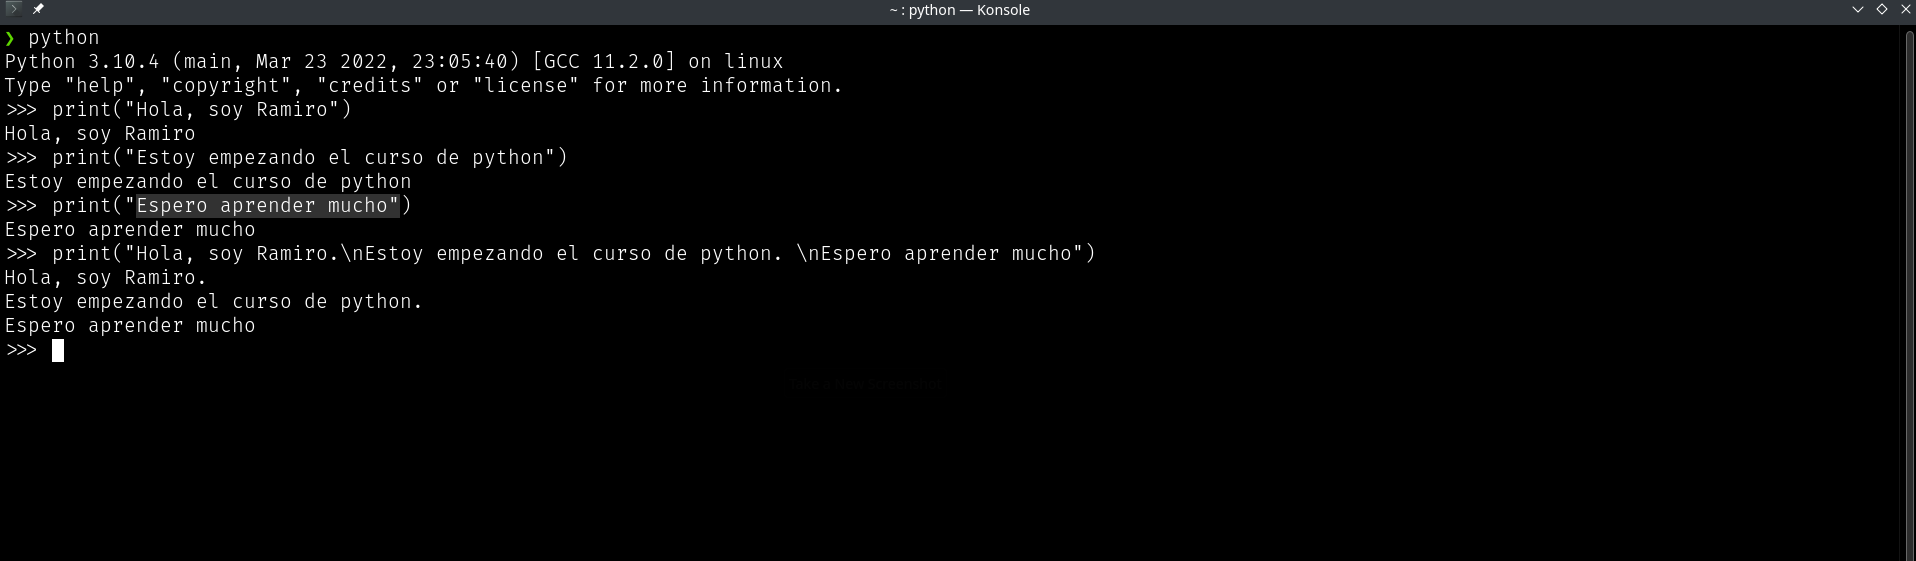 ~ : python — Konsole
❯ python
Python 3.10.4 (main, Mar 23 2022, 23:05:40) [GCC 11.2.0] on linux
Type "help", "copyright", "credits" or "license" for more information.
>>> print("Hola, soy Ramiro")
Hola, soy Ramiro
>>> print("Estoy empezando el curso de python")
Estoy empezando el curso de python
>>> print("Espero aprender mucho")
Espero aprender mucho
>>> print("Hola, soy Ramiro.\nEstoy empezando el curso de python. \nEspero aprender mucho")
Hola, soy Ramiro.
Estoy empezando el curso de python.
Espero aprender mucho
>>>